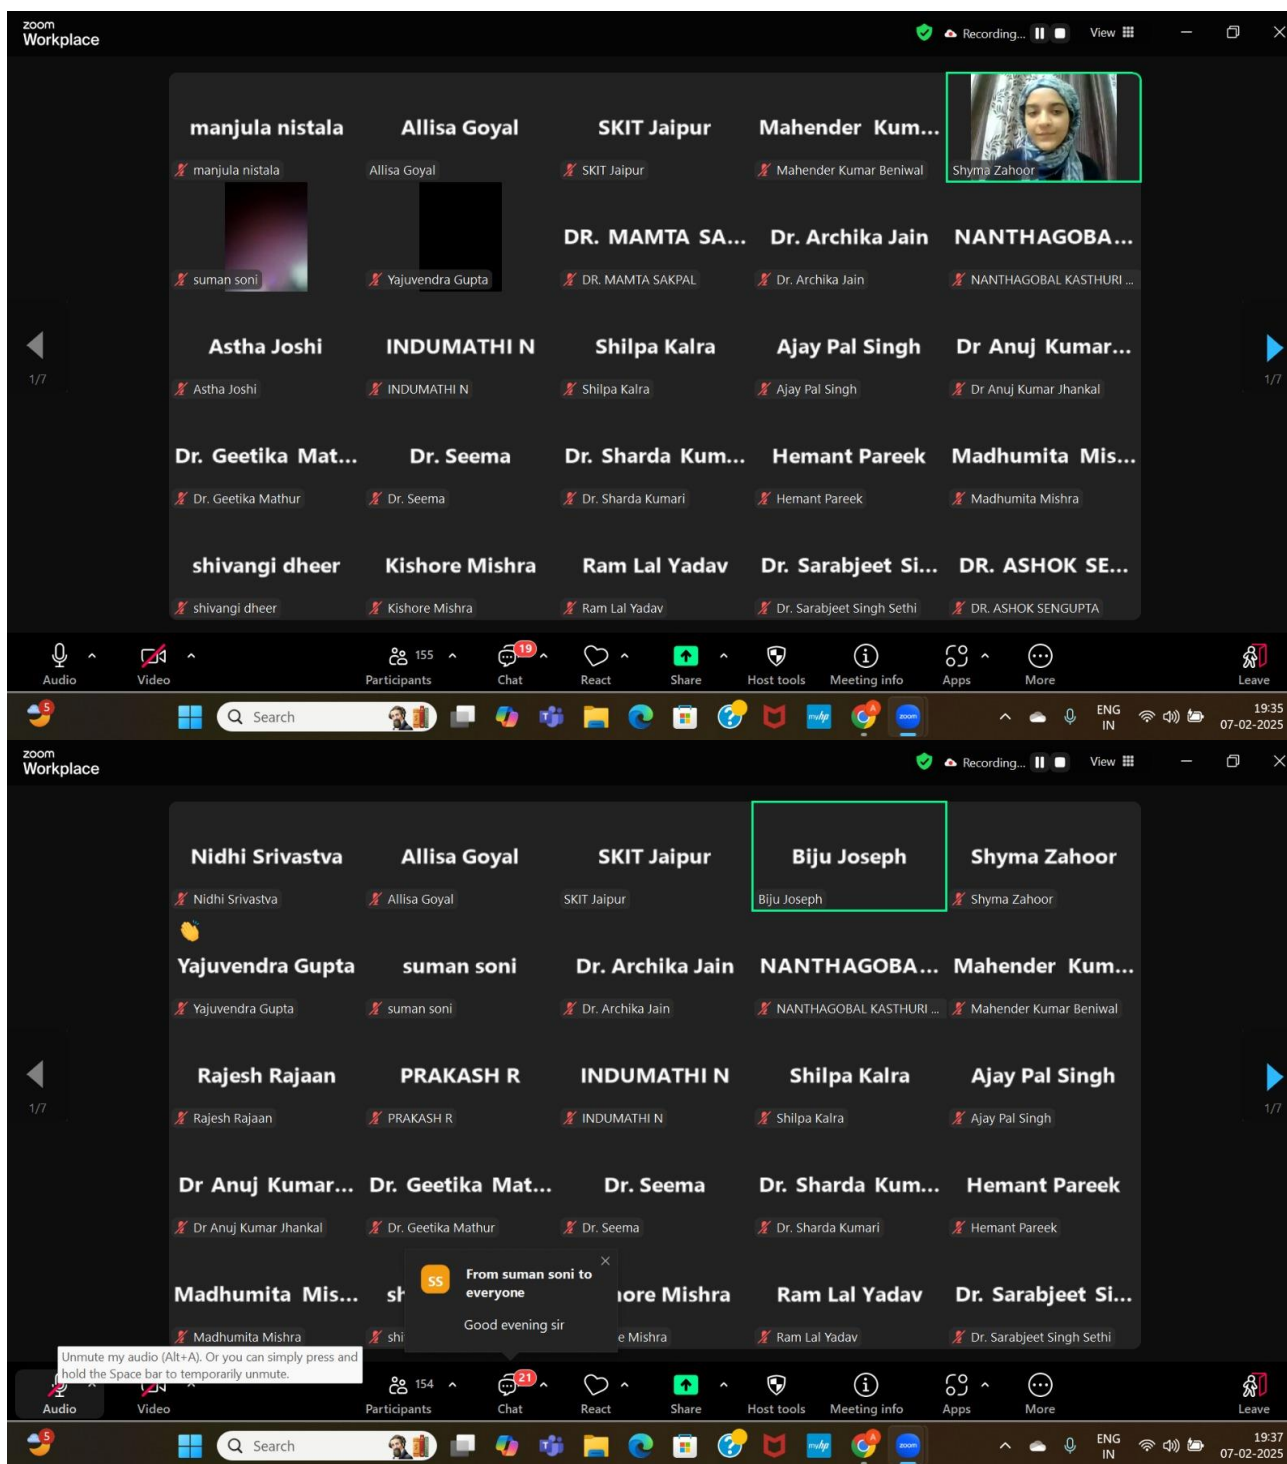 zoom
Workplace
Recording... View
manjula nistala Allisa Goyal SKIT Jaipur Mahender Kum...
manjula nistala Allisa Goyal SKIT Jaipur Mahender Kumar Beniwal Shyma Zahoor
DR. MAMTA SA... Dr. Archika Jain NANTHAGOBA...
suman soni Yajuvendra Gupta DR. MAMTA SAKPAL Dr. Archika Jain NANTHAGOBAL KASTHURI ...
Astha Joshi INDUMATHI N Shilpa Kalra Ajay Pal Singh Dr Anuj Kumar...
1/7 1/7
Astha Joshi INDUMATHI N Shilpa Kalra Ajay Pal Singh Dr Anuj Kumar Jhankal
Dr. Geetika Mat... Dr. Seema Dr. Sharda Kum... Hemant Pareek Madhumita Mis...
Dr. Geetika Mathur Dr. Seema Dr. Sharda Kumari Hemant Pareek Madhumita Mishra
shivangi dheer Kishore Mishra Ram Lal Yadav Dr. Sarabjeet Si... DR. ASHOK SE...
shivangi dheer Kishore Mishra Ram Lal Yadav Dr. Sarabjeet Singh Sethi DR. ASHOK SENGUPTA
155 19
Audio Video Participants Chat React Share Host tools Meeting info Apps More Leave
5 Search myhp A zoom ENG 19:35
IN 07-02-2025
zoom
Workplace
Recording... View
Nidhi Srivastva Allisa Goyal SKIT Jaipur Biju Joseph Shyma Zahoor
Nidhi Srivastva Allisa Goyal SKIT Jaipur Biju Joseph Shyma Zahoor
Yajuvendra Gupta suman soni Dr. Archika Jain NANTHAGOBA... Mahender Kum...
Yajuvendra Gupta suman soni Dr. Archika Jain NANTHAGOBAL KASTHURI ... Mahender Kumar Beniwal
Rajesh Rajaan PRAKASH R INDUMATHI N Shilpa Kalra Ajay Pal Singh
1/7 1/7
Rajesh Rajaan PRAKASH R INDUMATHI N Shilpa Kalra Ajay Pal Singh
Dr Anuj Kumar... Dr. Geetika Mat... Dr. Seema Dr. Sharda Kum... Hemant Pareek
Dr Anuj Kumar Jhankal Dr. Geetika Mathur Dr. Seema Dr. Sharda Kumari Hemant Pareek
SS From suman soni to
everyone
Good evening sir
Madhumita Mis... sh ore Mishra Ram Lal Yadav Dr. Sarabjeet Si...
Madhumita Mishra shi e Mishra Ram Lal Yadav Dr. Sarabjeet Singh Sethi
Unmute my audio (Alt+A). Or you can simply press and
hold the Space bar to temporarily unmute.
154 21
Audio Video Participants Chat React Share Host tools Meeting info Apps More Leave
5 Search myhp A zoom ENG 19:37
IN 07-02-2025